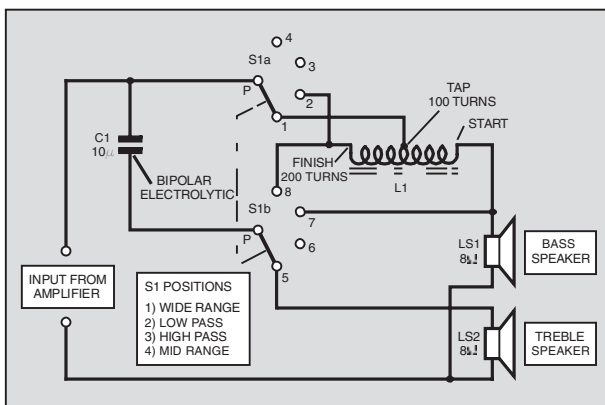 4
S1a
3
P
2
1
TAP
100 TURNS
START
C1
10µ
BIPOLAR
ELECTROLYTIC
FINISH
200 TURNS
L1
8
S1b
7
P
6
5
INPUT FROM
AMPLIFIER
S1 POSITIONS
1) WIDE RANGE
2) LOW PASS
3) HIGH PASS
4) MID RANGE
LS1
8Ω
BASS
SPEAKER
LS2
8Ω
TREBLE
SPEAKER